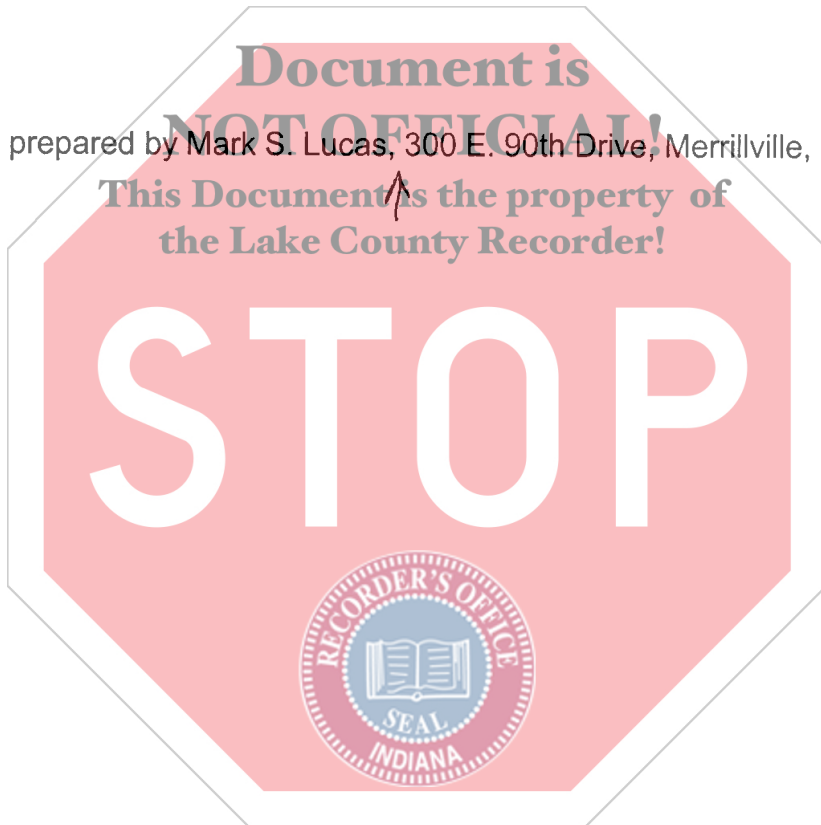 Document is
NOT OFFICIAL!
prepared by Mark S. Lucas, 300 E. 90th Drive, Merrillville,
This Document is the property of
the Lake County Recorder!
STOP
RECORDER'S OFFICE
SEAL
INDIANA